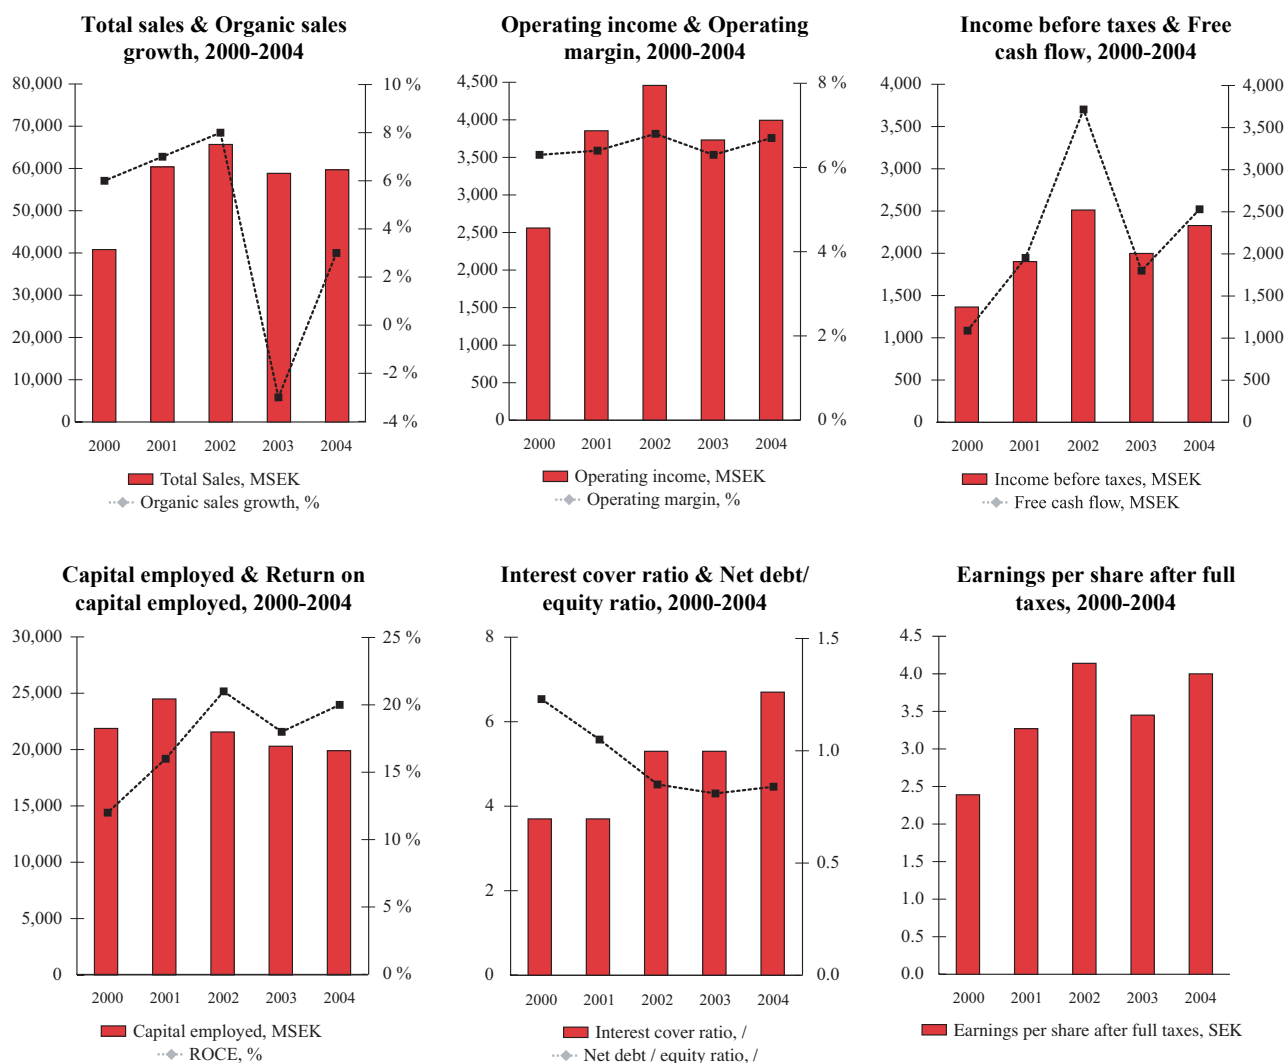 Total sales & Organic sales
growth, 2000-2004
80,000
70,000
60,000
50,000
40,000
30,000
20,000
10,000
0
10 %
8 %
6 %
4 %
2 %
0 %
-2 %
-4 %
2000 2001 2002 2003 2004
Total Sales, MSEK
Organic sales growth, %
Operating income & Operating
margin, 2000-2004
4,500
4,000
3,500
3,000
2,500
2,000
1,500
1,000
500
0
8 %
6 %
4 %
2 %
0 %
2000 2001 2002 2003 2004
Operating income, MSEK
Operating margin, %
Income before taxes & Free
cash flow, 2000-2004
4,000
3,500
3,000
2,500
2,000
1,500
1,000
500
0
4,000
3,500
3,000
2,500
2,000
1,500
1,000
500
0
2000 2001 2002 2003 2004
Income before taxes, MSEK
Free cash flow, MSEK
Capital employed & Return on
capital employed, 2000-2004
30,000
25,000
20,000
15,000
10,000
5,000
0
25 %
20 %
15 %
10 %
5 %
0 %
2000 2001 2002 2003 2004
Capital employed, MSEK
ROCE, %
Interest cover ratio & Net debt/
equity ratio, 2000-2004
8
6
4
2
0
1.5
1.0
0.5
0.0
2000 2001 2002 2003 2004
Interest cover ratio, /
Net debt / equity ratio, /
Earnings per share after full
taxes, 2000-2004
4.5
4.0
3.5
3.0
2.5
2.0
1.5
1.0
0.5
0.0
2000 2001 2002 2003 2004
Earnings per share after full taxes, SEK